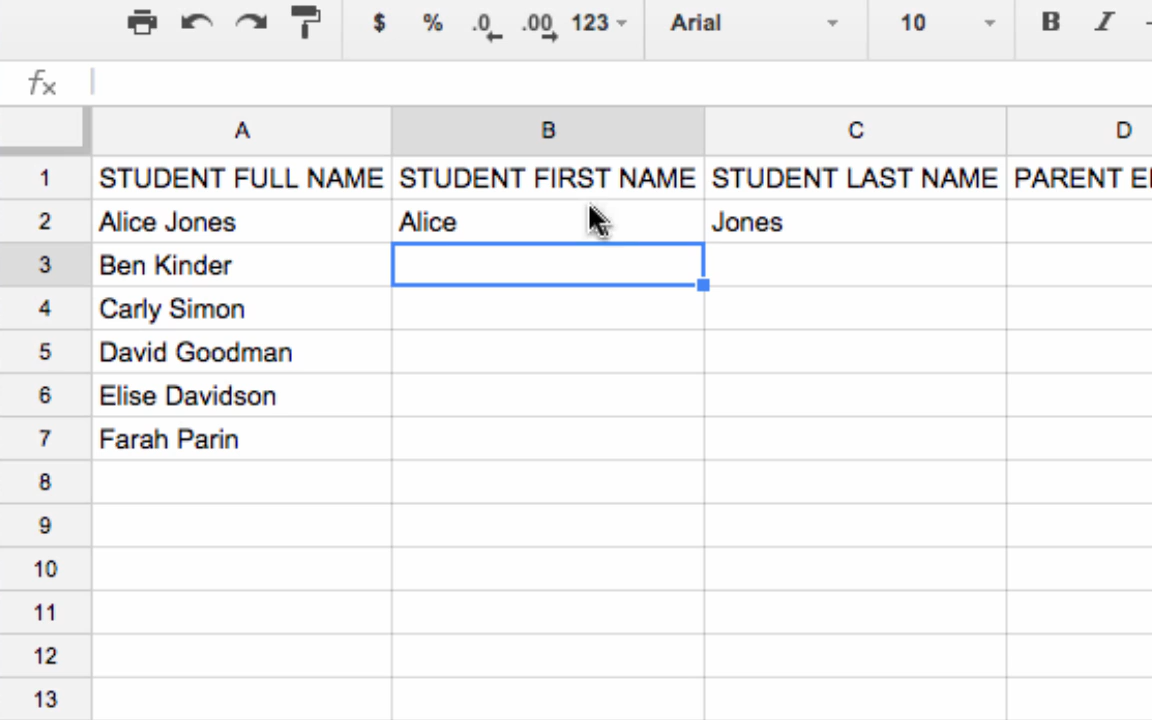 $ % .0 .00 123 Arial 10 B I
fx
A B C D
1 STUDENT FULL NAME STUDENT FIRST NAME STUDENT LAST NAME PARENT
2 Alice Jones Alice Jones
3 Ben Kinder
4 Carly Simon
5 David Goodman
6 Elise Davidson
7 Farah Parin
8
9
10
11
12
13